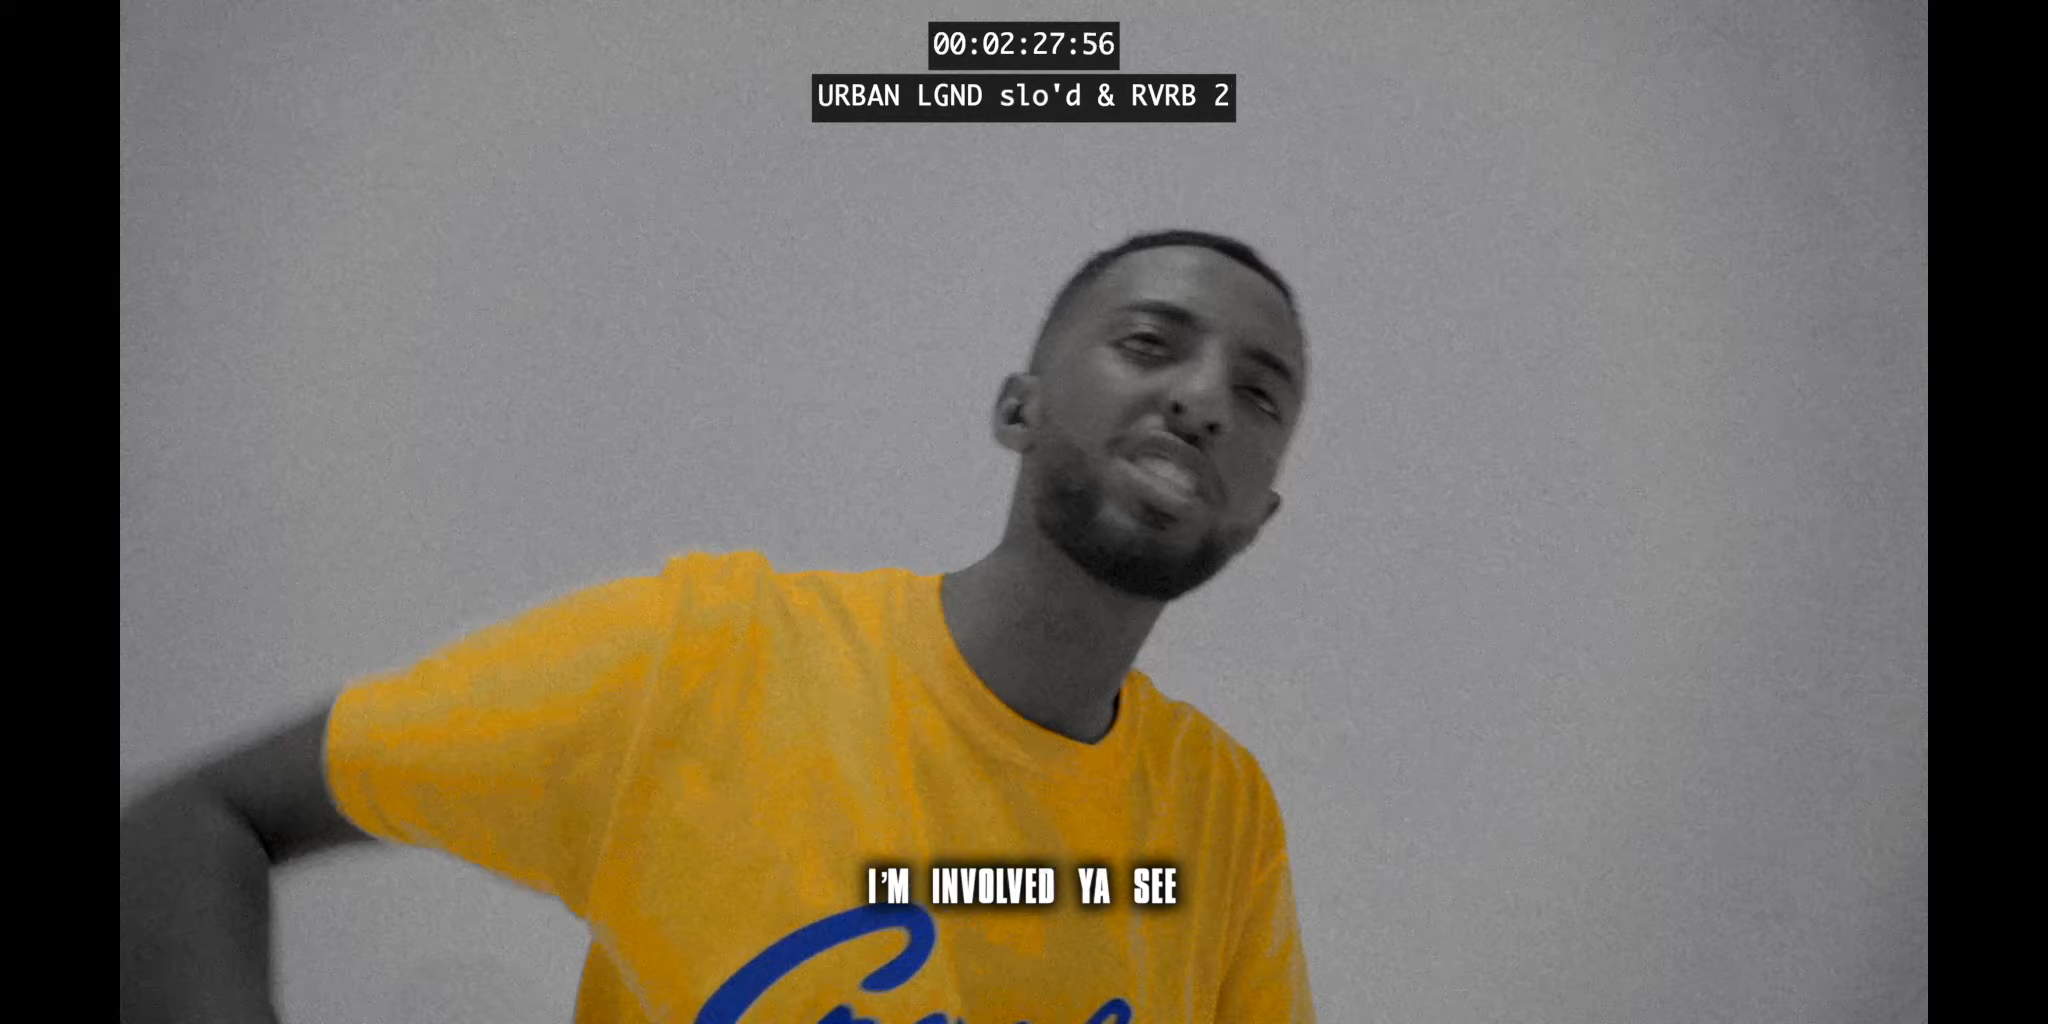 00:02:27:56
URBAN LGND slo'd & RVRB 2
I'M INVOLVED YA SEE